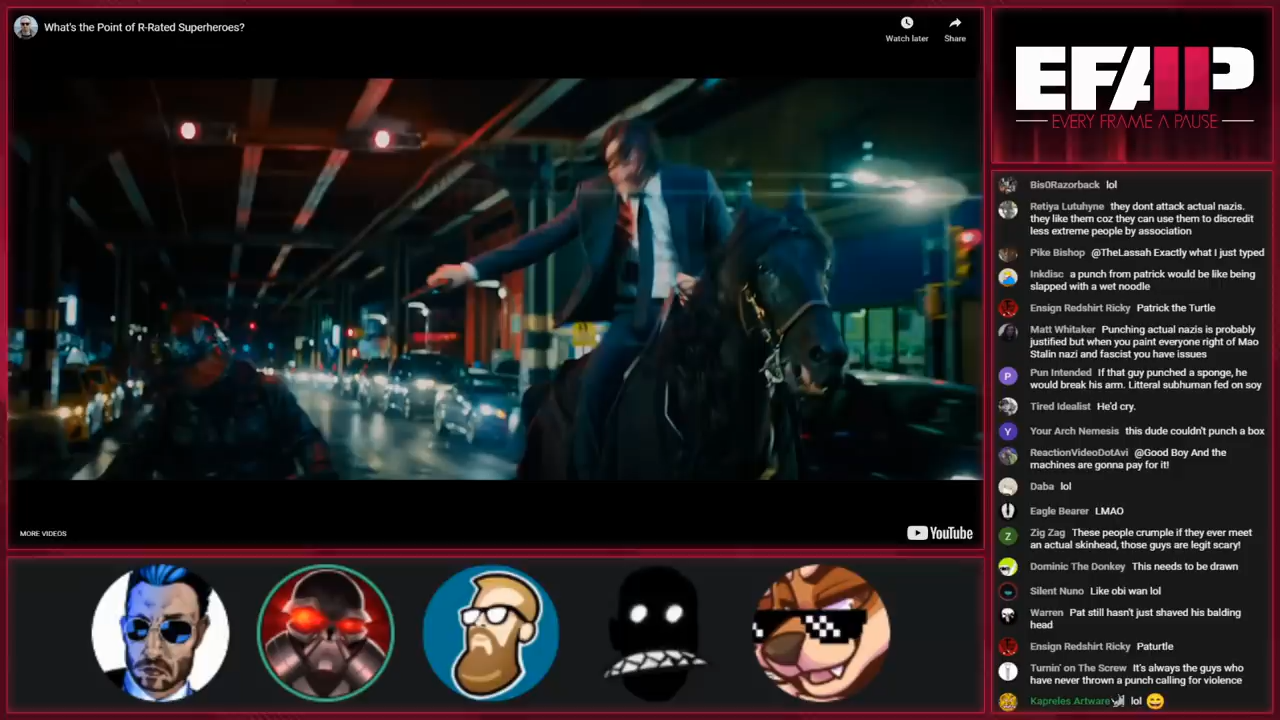 What's the Point of R-Rated Superheroes?
Watch later
Share
MORE VIDEOS
YouTube
EFAP
EVERY FRAME A PAUSE
Bis0Razorback lol
Retiya Lutuhyne they dont attack actual nazis.
they like them coz they can use them to discredit
less extreme people by association
Pike Bishop @TheLassah Exactly what I just typed
Inkdisc a punch from patrick would be like being
slapped with a wet noodle
Ensign Redshirt Ricky Patrick the Turtle
Matt Whitaker Punching actual nazis is probably
justified but when you paint everyone right of Mao
Stalin nazi and fascist you have issues
P
Pun Intended If that guy punched a sponge, he
would break his arm. Litteral subhuman fed on soy
Tired Idealist He'd cry.
Y
Your Arch Nemesis this dude couldn't punch a box
ReactionVideoDotAvi @Good Boy And the
machines are gonna pay for it!
Daba lol
Eagle Bearer LMAO
Z
Zig Zag These people crumple if they ever meet
an actual skinhead, those guys are legit scary!
Dominic The Donkey This needs to be drawn
Silent Nuno Like obi wan lol
Warren Pat still hasn't just shaved his balding
head
Ensign Redshirt Ricky Paturtle
Turnin' on The Screw It's always the guys who
have never thrown a punch calling for violence
Kapreles Artware lol 😄